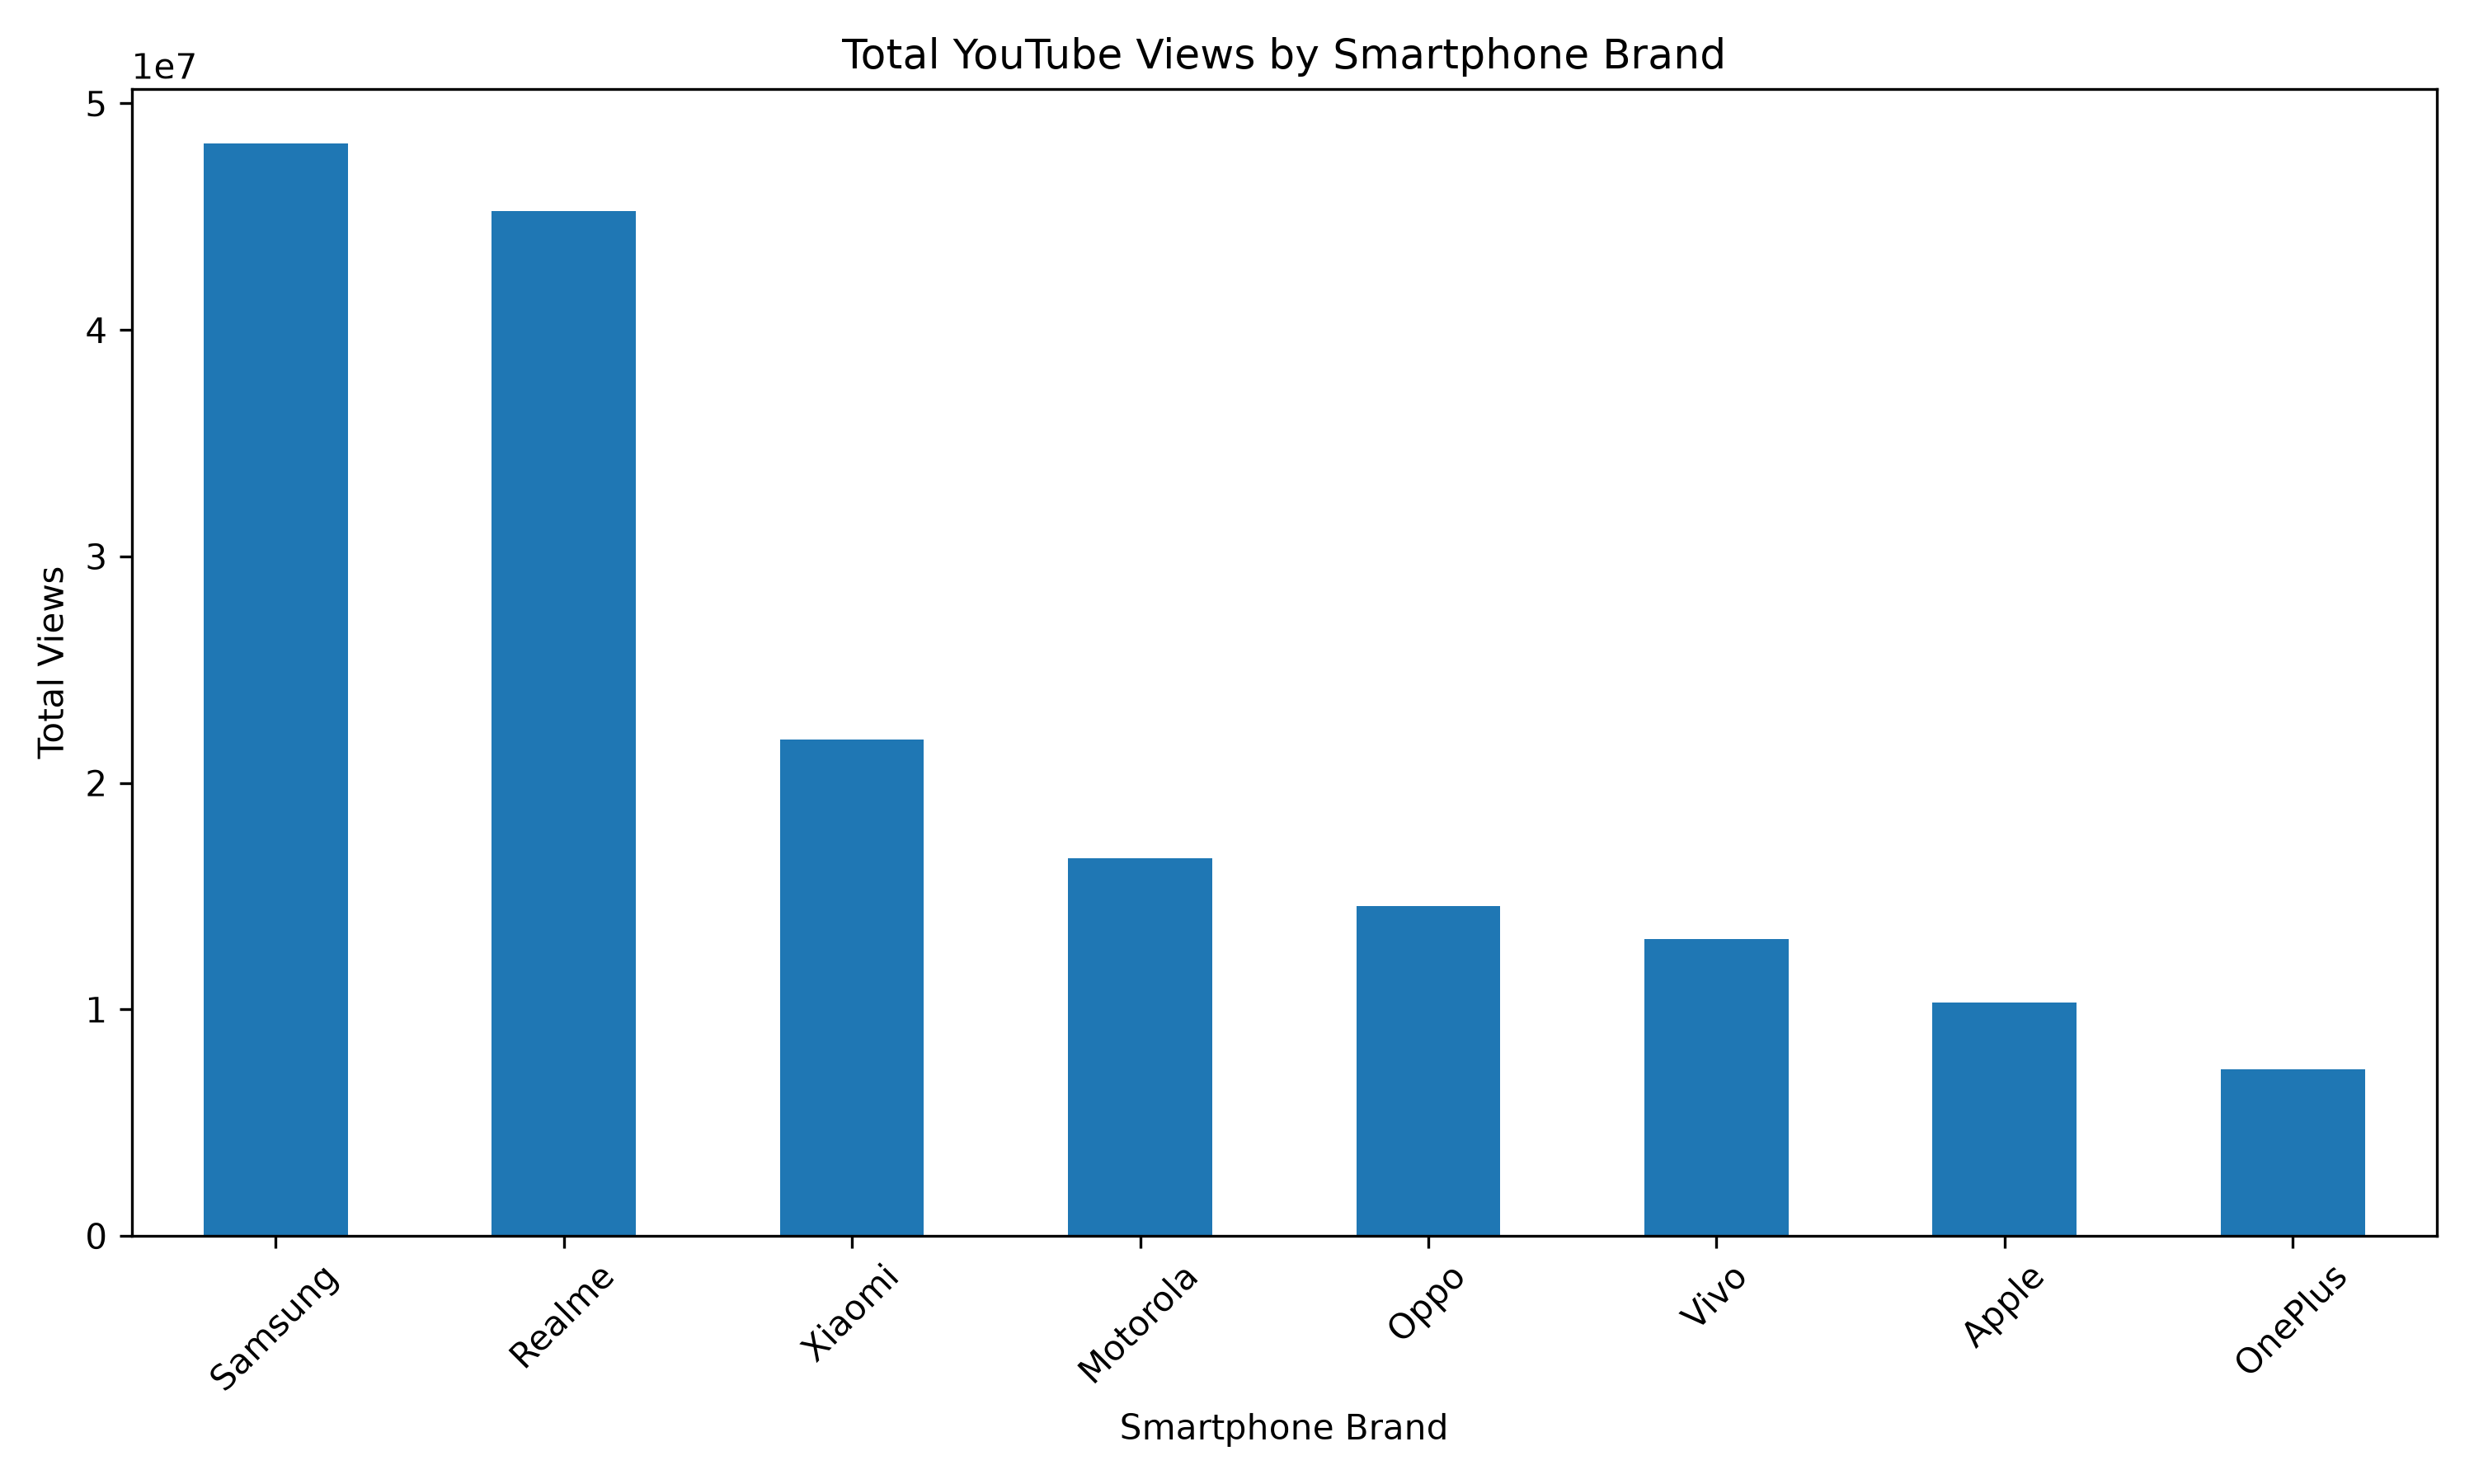 Total YouTube Views by Smartphone Brand
1e7
5
4
3
2
1
0
Total Views
Samsung
Realme
Xiaomi
Motorola
Oppo
Vivo
Apple
OnePlus
Smartphone Brand